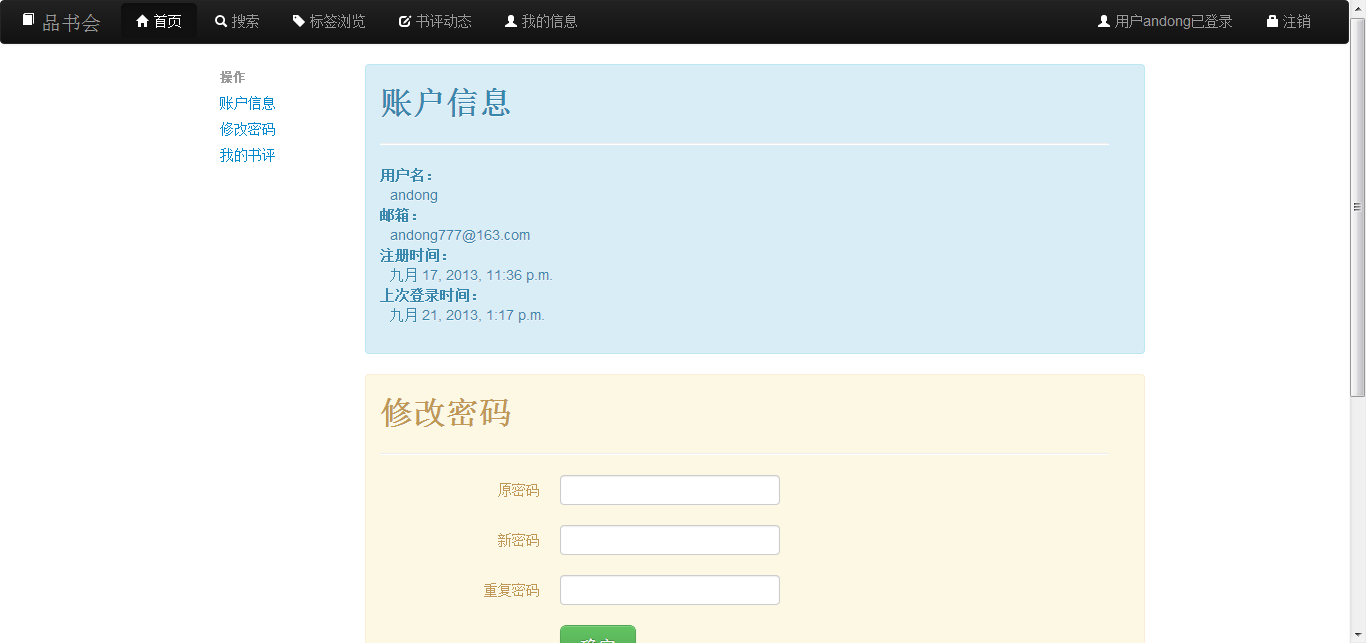 品书会 首页 搜索 标签浏览 书评动态 我的信息 用户andong已登录 注销
操作
账户信息
修改密码
我的书评
账户信息
用户名：
andong
邮箱：
andong777@163.com
注册时间：
九月 17, 2013, 11:36 p.m.
上次登录时间：
九月 21, 2013, 1:17 p.m.
修改密码
原密码
新密码
重复密码